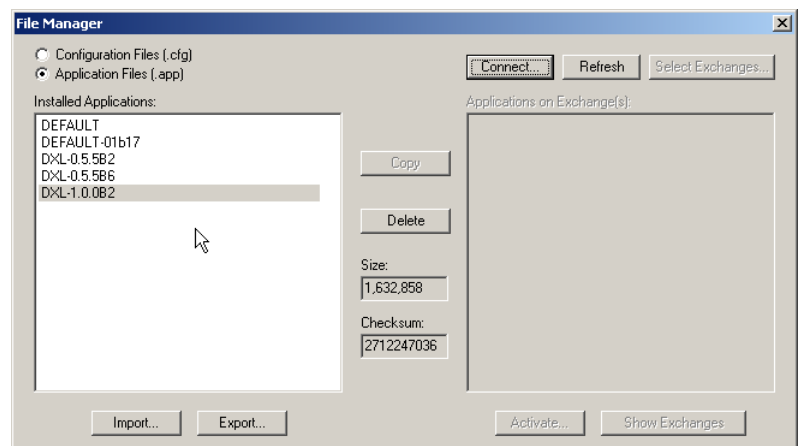 File Manager
Configuration Files (.cfg)
Application Files (.app)
Connect... Refresh Select Exchanges...
Installed Applications: Applications on Exchange(s):
DEFAULT
DEFAULT-01b17
DXL-0.5.5B2
DXL-0.5.5B6
DXL-1.0.0B2
Copy
Delete
Size:
1,632,858
Checksum:
2712247036
Import... Export... Activate... Show Exchanges